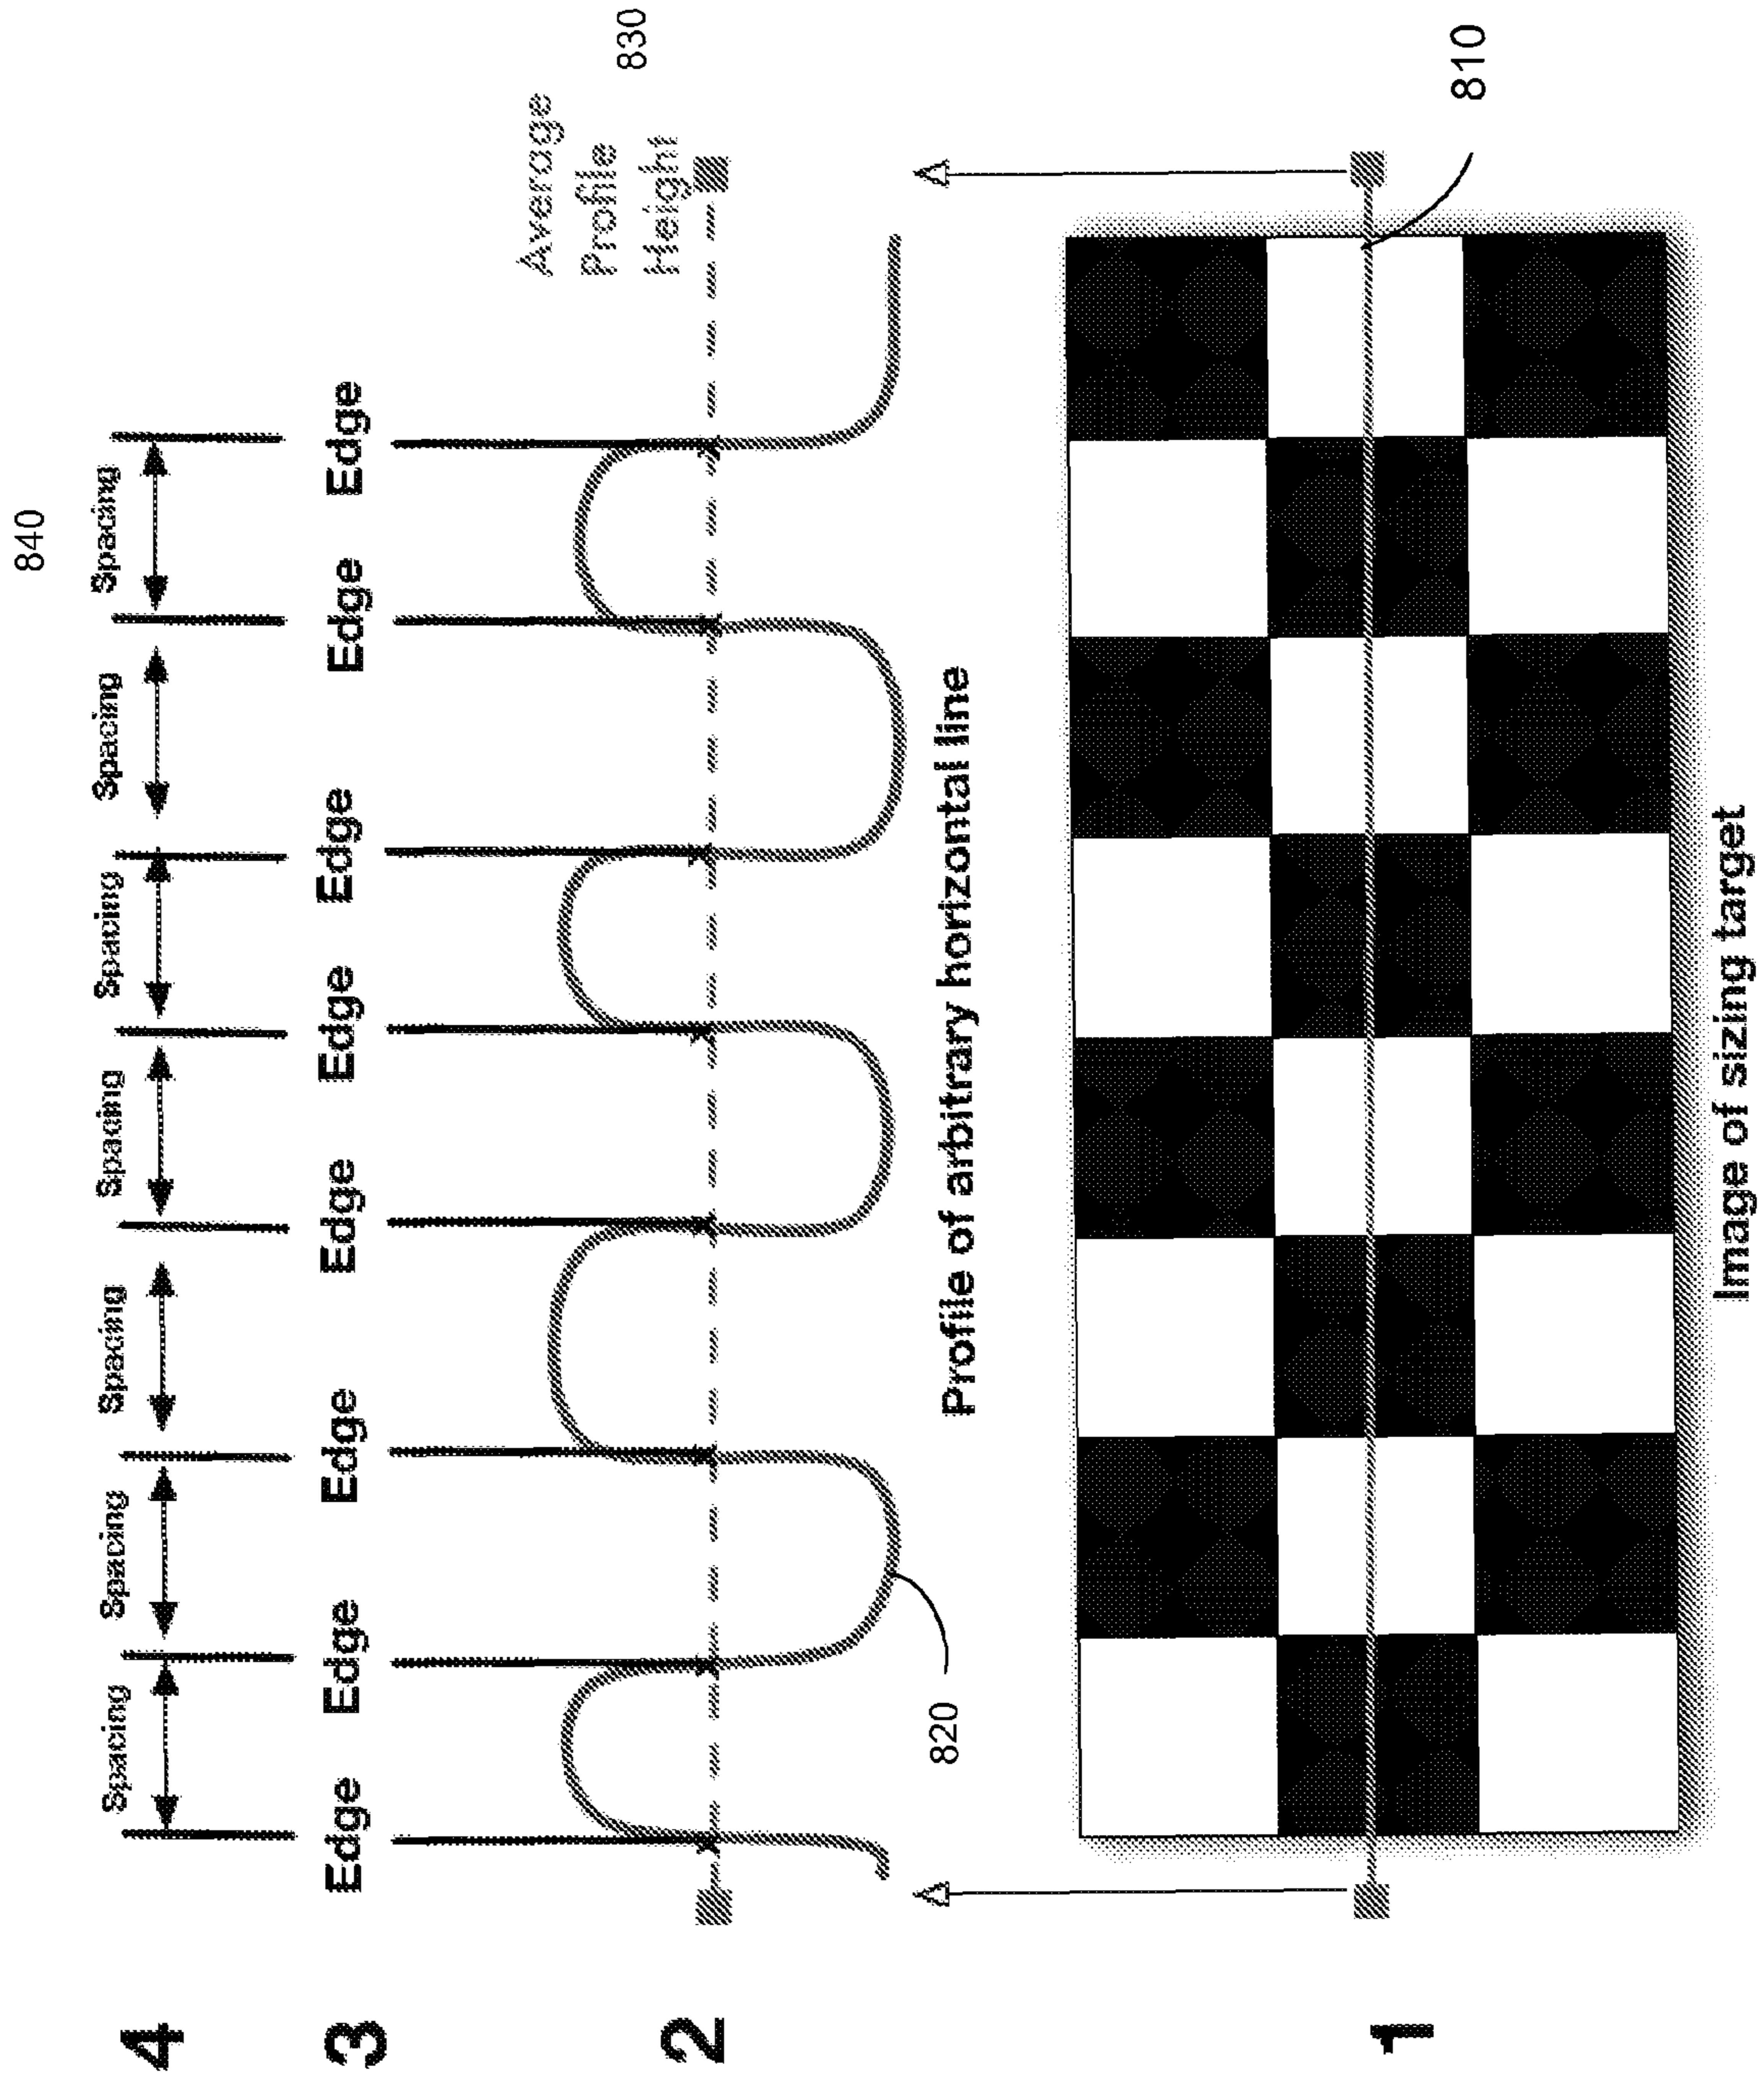 840
4
Spacing
Spacing
Spacing
Spacing
Spacing
Spacing
Spacing
3
Edge
Edge
Edge
Edge
Edge
Edge
Edge
Edge
2
Average
Profile
Height
830
820
Profile of arbitrary horizontal line
1
810
Image of sizing target